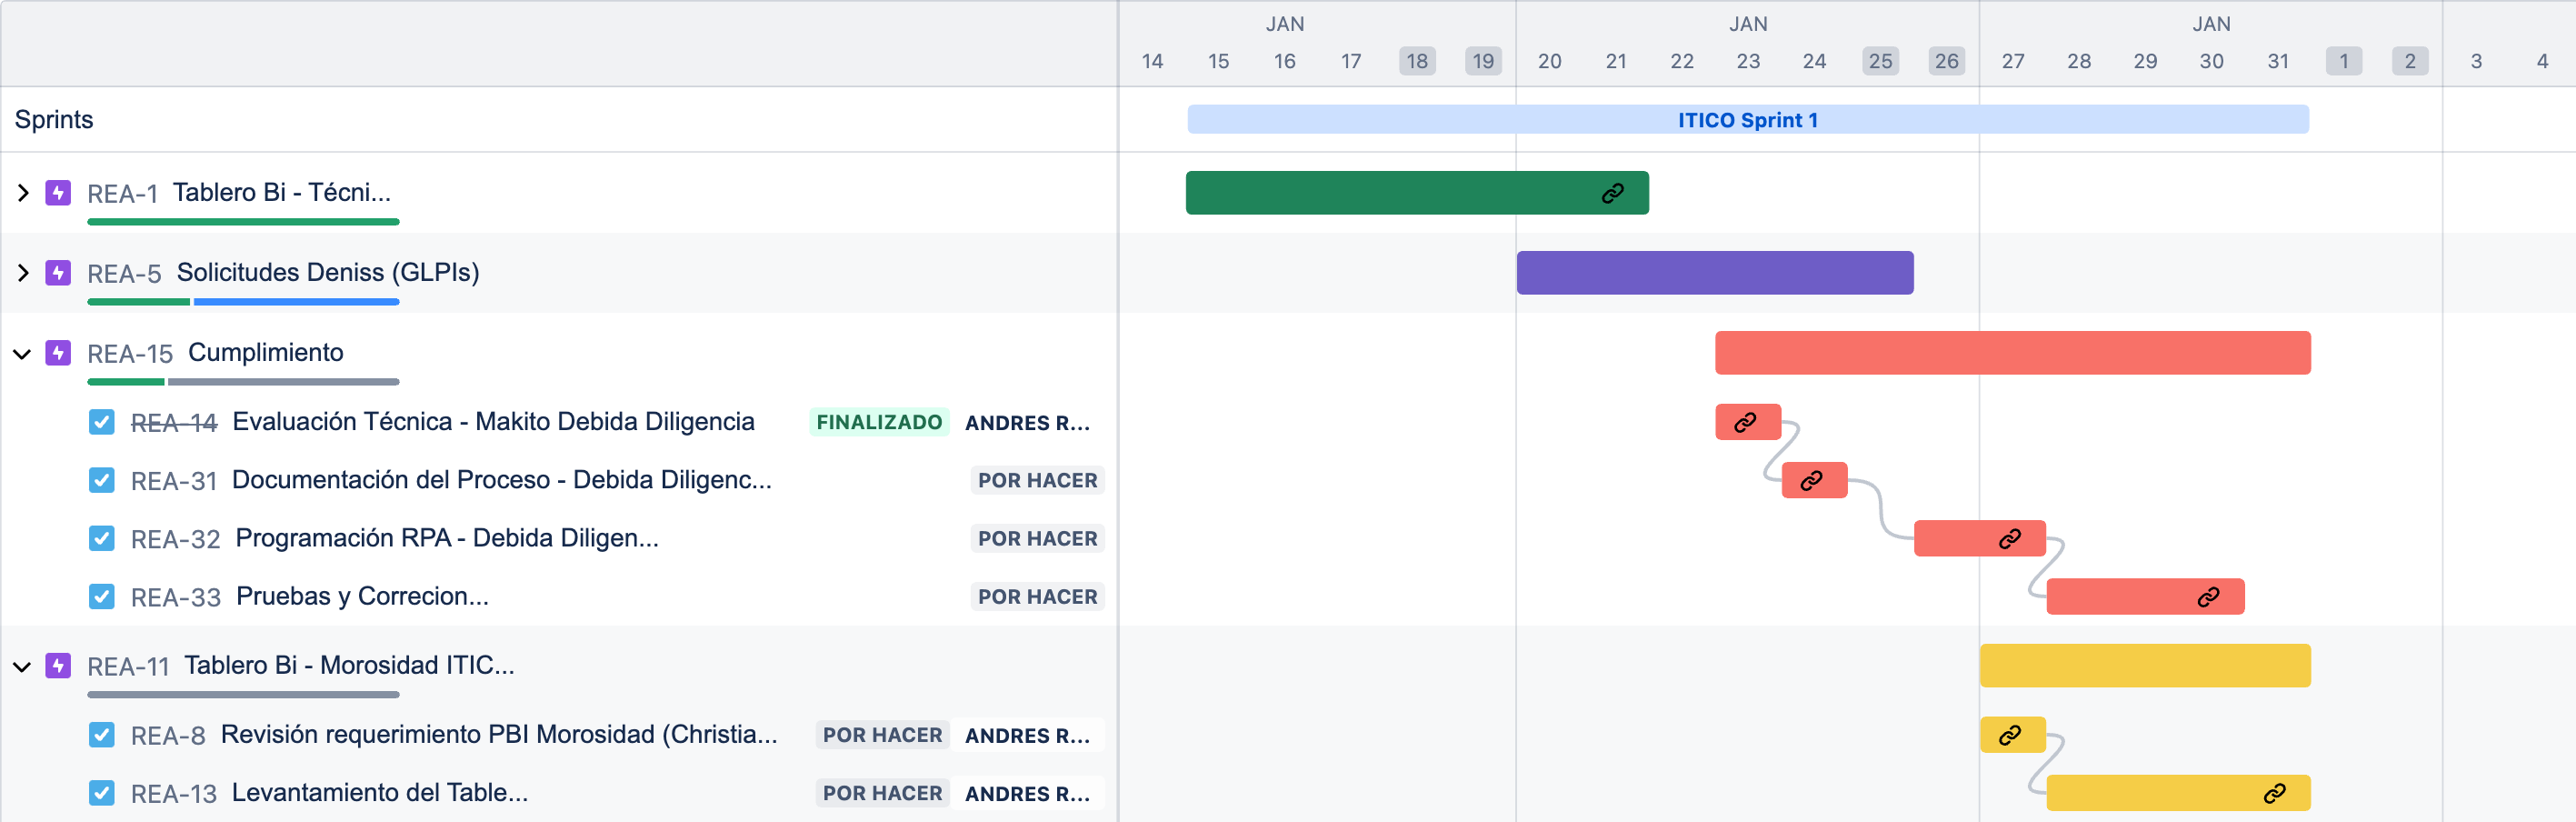 JAN JAN JAN
14 15 16 17 18 19 20 21 22 23 24 25 26 27 28 29 30 31 1 2 3 4
Sprints ITICO Sprint 1
REA-1 Tablero Bi - Técni...
REA-5 Solicitudes Deniss (GLPIs)
REA-15 Cumplimiento
REA-14 Evaluación Técnica - Makito Debida Diligencia FINALIZADO ANDRES R...
REA-31 Documentación del Proceso - Debida Diligenc... POR HACER
REA-32 Programación RPA - Debida Diligen... POR HACER
REA-33 Pruebas y Correcion... POR HACER
REA-11 Tablero Bi - Morosidad ITIC...
REA-8 Revisión requerimiento PBI Morosidad (Christia... POR HACER ANDRES R...
REA-13 Levantamiento del Table... POR HACER ANDRES R...